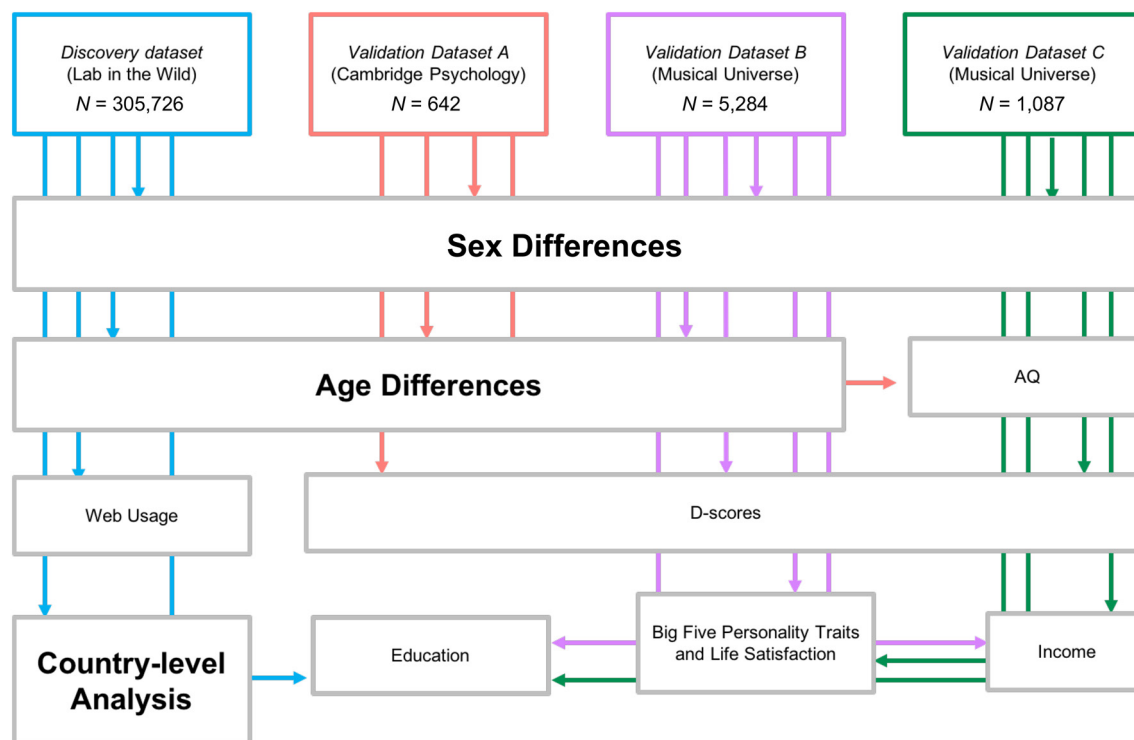 Discovery dataset
(Lab in the Wild)
N = 305,726
Validation Dataset A
(Cambridge Psychology)
N = 642
Validation Dataset B
(Musical Universe)
N = 5,284
Validation Dataset C
(Musical Universe)
N = 1,087
Sex Differences
Age Differences
AQ
Web Usage
D-scores
Country-level
Analysis
Education
Big Five Personality Traits
and Life Satisfaction
Income